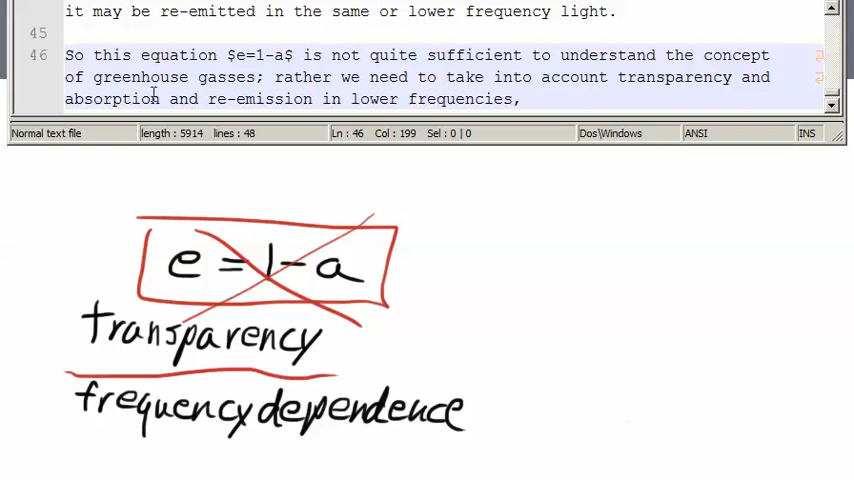 it may be re-emitted in the same or lower frequency light.
45
46 So this equation $e=1-a$ is not quite sufficient to understand the concept
of greenhouse gasses; rather we need to take into account transparency and
absorption and re-emission in lower frequencies,
Normal text file length : 5914 lines : 48 Ln : 46 Col : 199 Sel : 0 | 0 Dos\Windows ANSI INS
e = 1 - a
transparency
frequency dependence